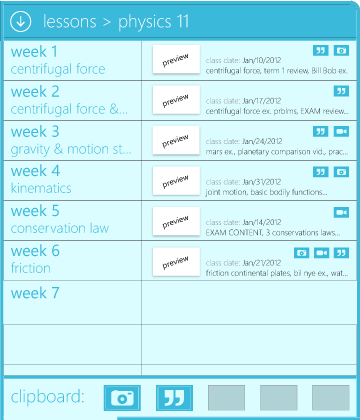 lessons > physics 11
week 1
centrifugal force
preview
class date: Jan/10/2012
centrifugal force, term 1 review, Bill Bob ex.
week 2
centrifugal force &...
preview
class date: Jan/17/2012
centrifugal force ex. prblms, EXAM review...
week 3
gravity & motion st...
preview
class date: Jan/24/2012
mars ex., planetary comparison vid., prac...
week 4
kinematics
preview
class date: Jan/31/2012
joint motion, basic bodily functions...
week 5
conservation law
preview
class date: Jan/14/2012
EXAM CONTENT, 3 conservations laws...
week 6
friction
preview
class date: Jan/21/2012
friction continental plates, bil nye ex., wat...
week 7
clipboard: